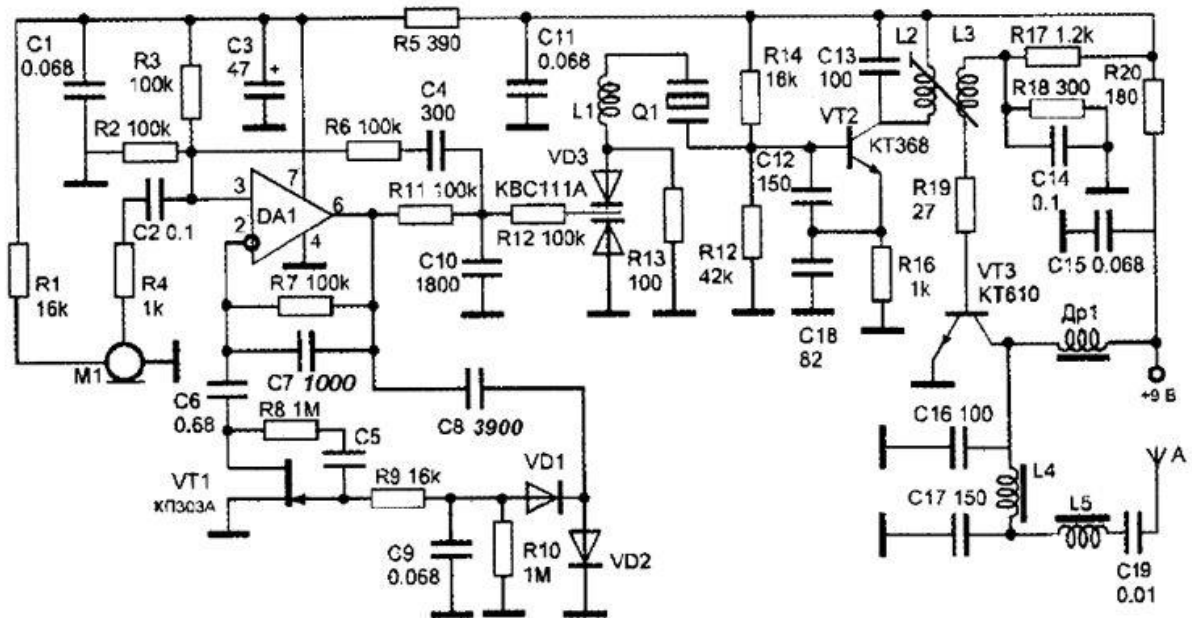 C1
0.068
R3
100k
C3
47
+
R5 390
C11
0.068
R14
18k
C13
100
L2
L3
R17 1.2k
R18 300
R20
180
R2 100k
R6 100k
C4
300
L1
Q1
VT2
КТ368
3
7
2
6
4
DA1
C2 0.1
R11 100k
КВС111А
VD3
R12 100k
C12
150
R19
27
C14
0.1
C15 0.068
R1
16k
R4
1k
R7 100k
C10
1800
R13
100
R12
42k
R16
1k
C18
82
VT3
КТ610
Др1
+9 В
M1
C7 1000
C6
0.68
R8 1M
C5
C8 3900
VT1
КП303А
R9 16k
VD1
C9
0.068
R10
1M
VD2
C16 100
C17 150
L4
L5
A
C19
0.01